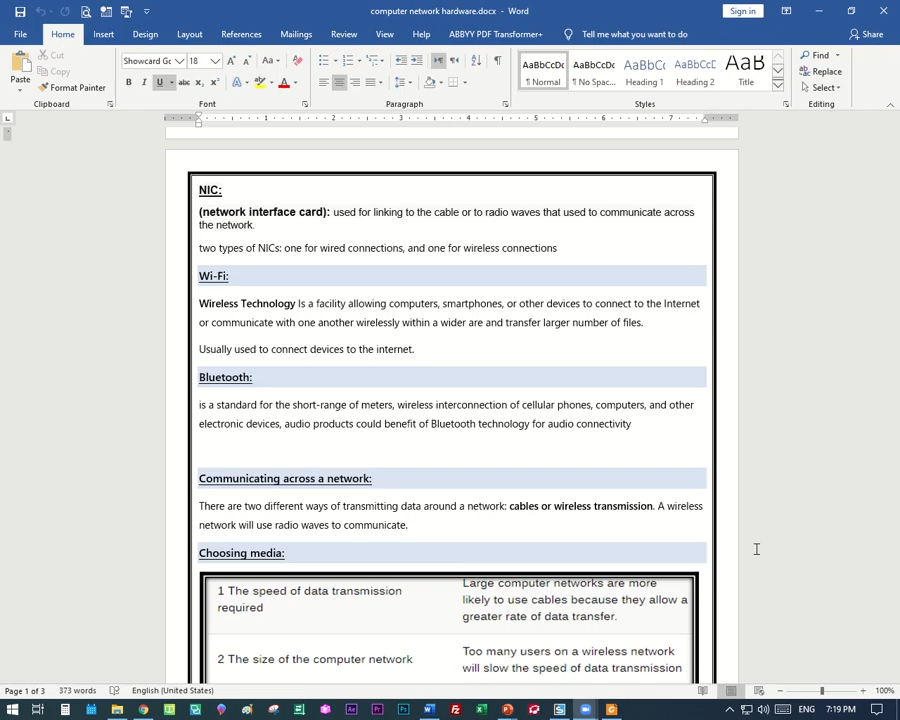 computer network hardware.docx - Word
Sign in
File Home Insert Design Layout References Mailings Review View Help ABBYY PDF Transformer+ Tell me what you want to do Share
Paste
Cut
Copy
Format Painter
Clipboard
Showcard Gc 18
Font
Paragraph
AaBbCcDc AaBbCcDc AaBbCc AaBbCcC AaB
¶ Normal ¶ No Spac... Heading 1 Heading 2 Title
Styles
Find
Replace
Select
Editing
1 2 3 4 5 6 7
NIC:
(network interface card): used for linking to the cable or to radio waves that used to communicate across
the network.
two types of NICs: one for wired connections, and one for wireless connections
Wi-Fi:
Wireless Technology Is a facility allowing computers, smartphones, or other devices to connect to the Internet
or communicate with one another wirelessly within a wider are and transfer larger number of files.
Usually used to connect devices to the internet.
Bluetooth:
is a standard for the short-range of meters, wireless interconnection of cellular phones, computers, and other
electronic devices, audio products could benefit of Bluetooth technology for audio connectivity
Communicating across a network:
There are two different ways of transmitting data around a network: cables or wireless transmission. A wireless
network will use radio waves to communicate.
Choosing media:
1 The speed of data transmission
required
Large computer networks are more
likely to use cables because they allow a
greater rate of data transfer.
2 The size of the computer network
Too many users on a wireless network
will slow the speed of data transmission
Page 1 of 3 373 words English (United States) 100%
ENG 7:19 PM